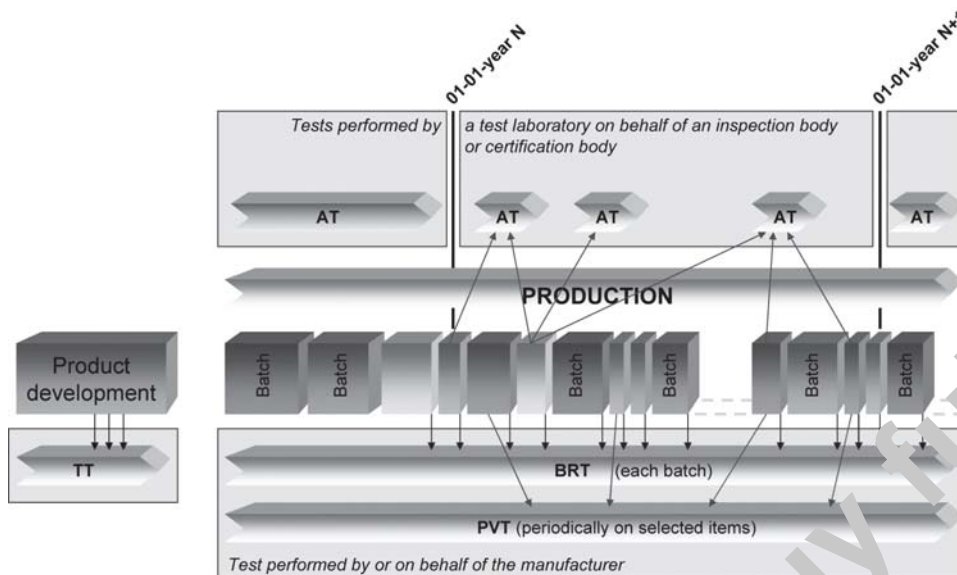 01-01-year N
01-01-year N+
Tests performed by
a test laboratory on behalf of an inspection body
or certification body
AT
AT
AT
AT
AT
PRODUCTION
Product
development
Batch
Batch
Batch
Batch
Batch
Batch
TT
BRT (each batch)
PVT (periodically on selected items)
Test performed by or on behalf of the manufacturer